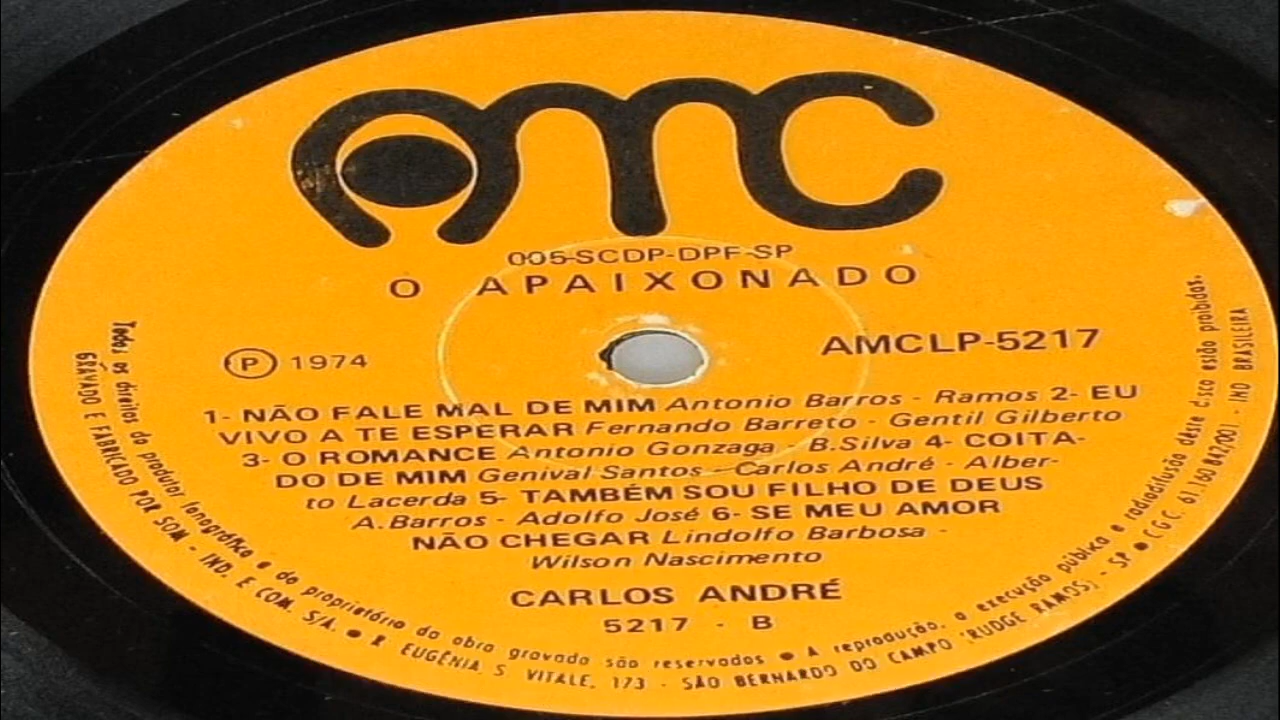 AMC
005-SCDP-DPF-SP
O APAIXONADO
AMCLP-5217
P 1974
1- NÃO FALE MAL DE MIM Antonio Barros - Ramos 2- EU
VIVO A TE ESPERAR Fernando Barreto - Gentil Gilberto
3- O ROMANCE Antonio Gonzaga - B.Silva 4- COITA-
DO DE MIM Genival Santos - Carlos André - Alber-
to Lacerda 5- TAMBÉM SOU FILHO DE DEUS
A.Barros - Adolfo José 6- SE MEU AMOR
NÃO CHEGAR Lindolfo Barbosa -
Wilson Nascimento
CARLOS ANDRÉ
5217 - B
Todos os direitos do produtor fonográfico e do proprietário da obra gravada são reservados ● A reprodução, a execução pública e radiodifusão deste disco estão proibidas.
GRAVADO E FABRICADO POR SOM - IND. E COM. S/A. ● R. EUGÊNIA S. VITALE, 173 - SÃO BERNARDO DO CAMPO (RUDGE RAMOS) - SP ● C.G.C. 61.160.842/001 - IND BRASILEIRA